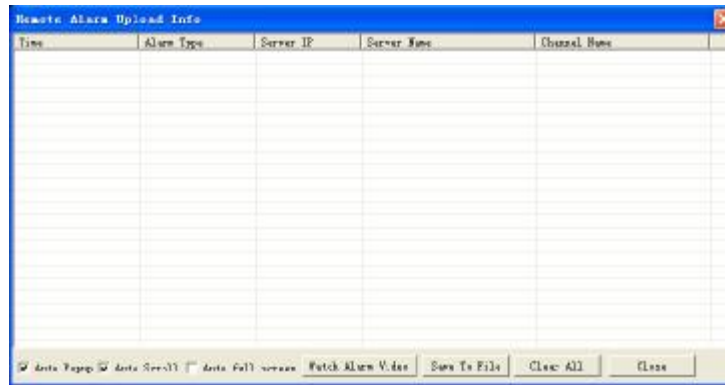 Remote Alarm Upload Info
Time Alarm Type Server IP Server Name Channel Name
Auto Popup Auto Scroll Auto full screen Watch Alarm Video Save To File Clear All Close